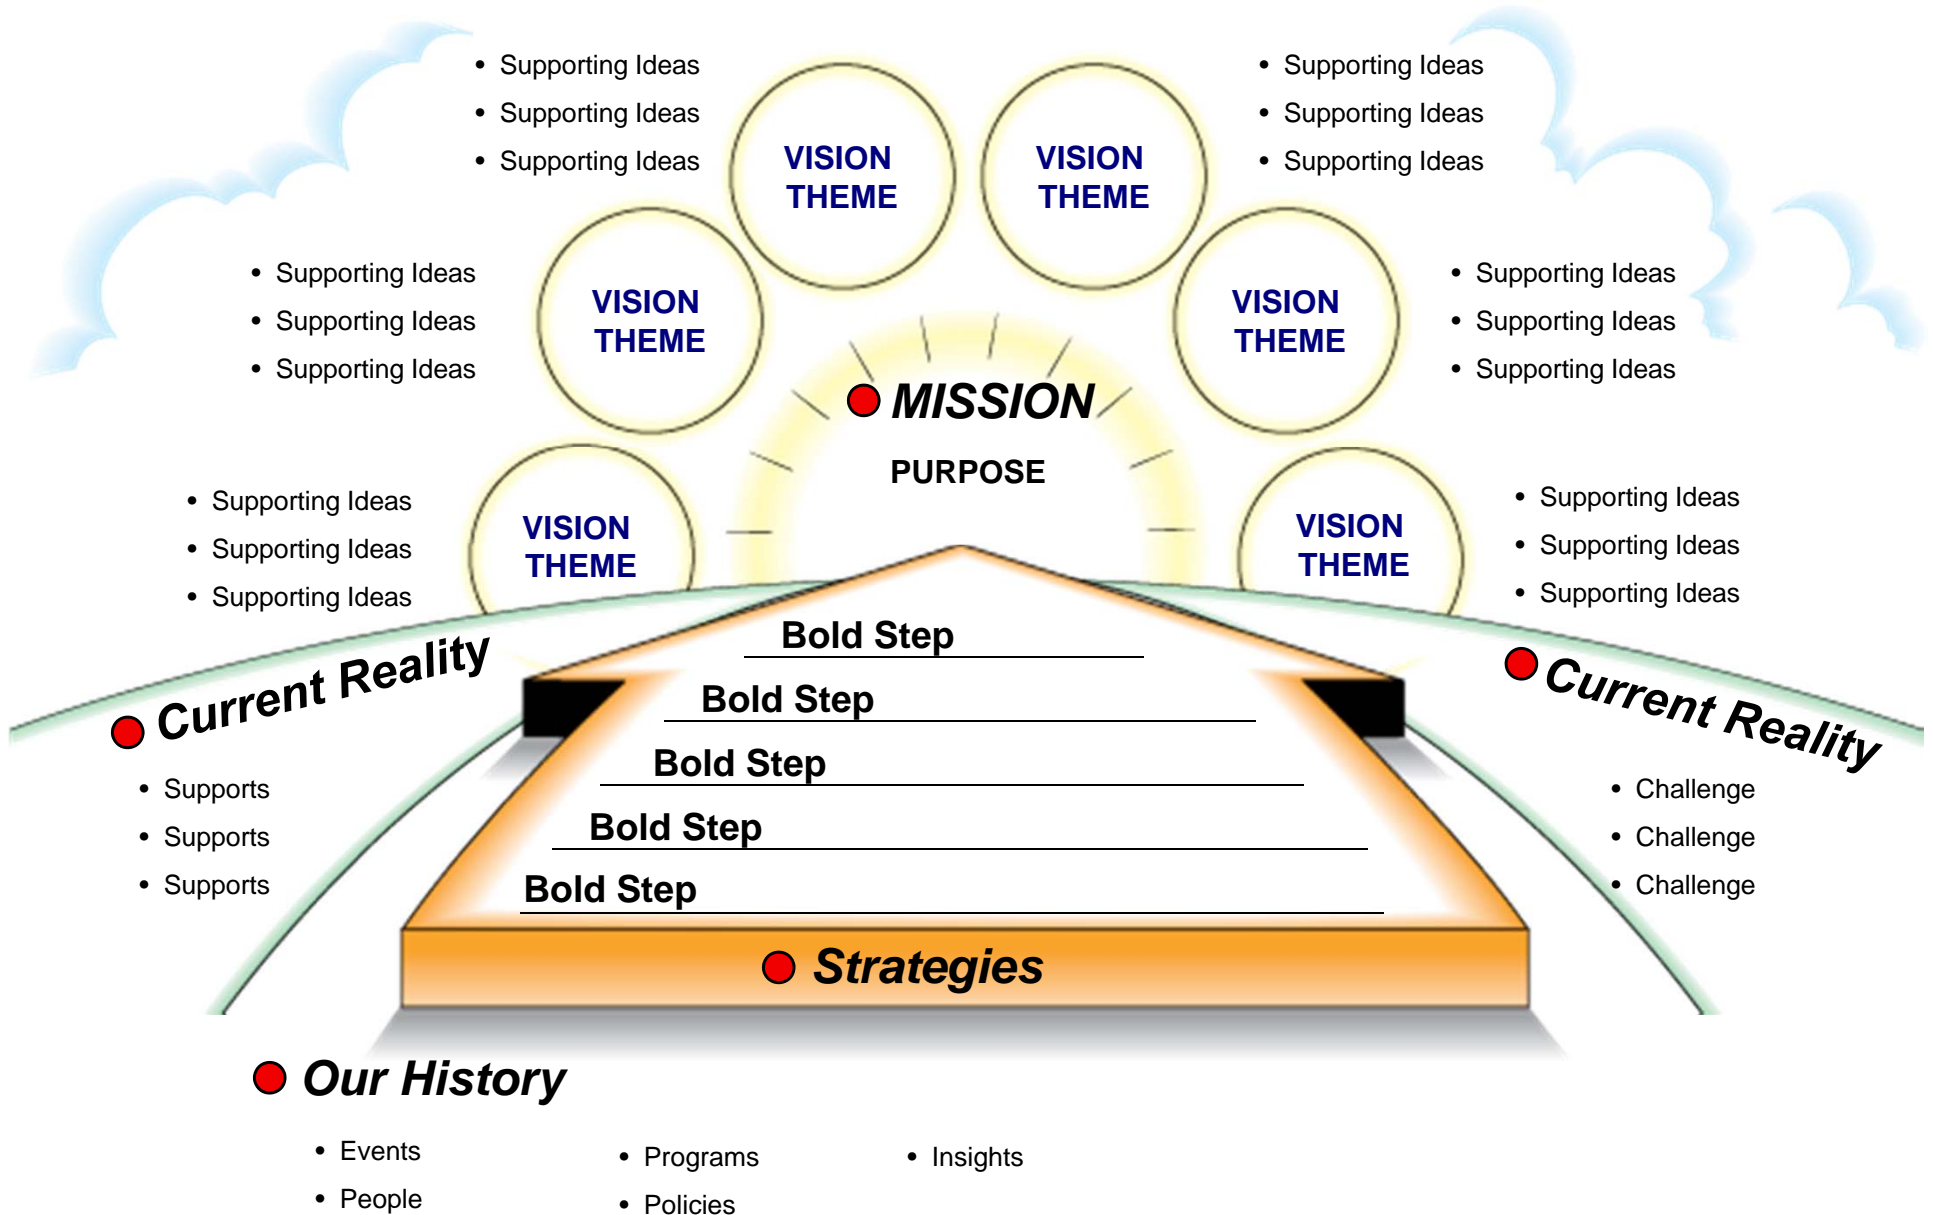 • Supporting Ideas
• Supporting Ideas
• Supporting Ideas
VISION
THEME
VISION
THEME
• Supporting Ideas
• Supporting Ideas
• Supporting Ideas
• Supporting Ideas
• Supporting Ideas
• Supporting Ideas
VISION
THEME
VISION
THEME
• Supporting Ideas
• Supporting Ideas
• Supporting Ideas
MISSION
PURPOSE
• Supporting Ideas
• Supporting Ideas
• Supporting Ideas
VISION
THEME
VISION
THEME
• Supporting Ideas
• Supporting Ideas
• Supporting Ideas
Current Reality
• Supports
• Supports
• Supports
Bold Step
Bold Step
Bold Step
Bold Step
Bold Step
Current Reality
• Challenge
• Challenge
• Challenge
Strategies
Our History
• Events
• People
• Programs
• Policies
• Insights